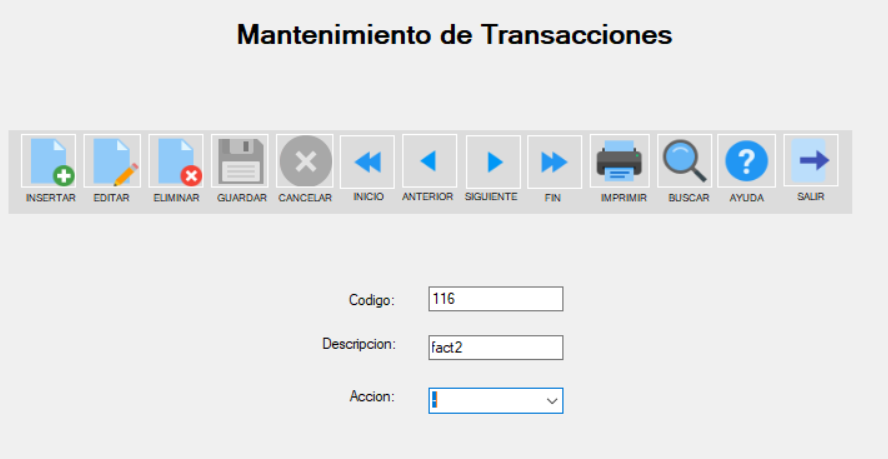 Mantenimiento de Transacciones
INSERTAR EDITAR ELIMINAR GUARDAR CANCELAR INICIO ANTERIOR SIGUIENTE FIN IMPRIMIR BUSCAR AYUDA SALIR
Codigo: 116
Descripcion: fact2
Accion: -